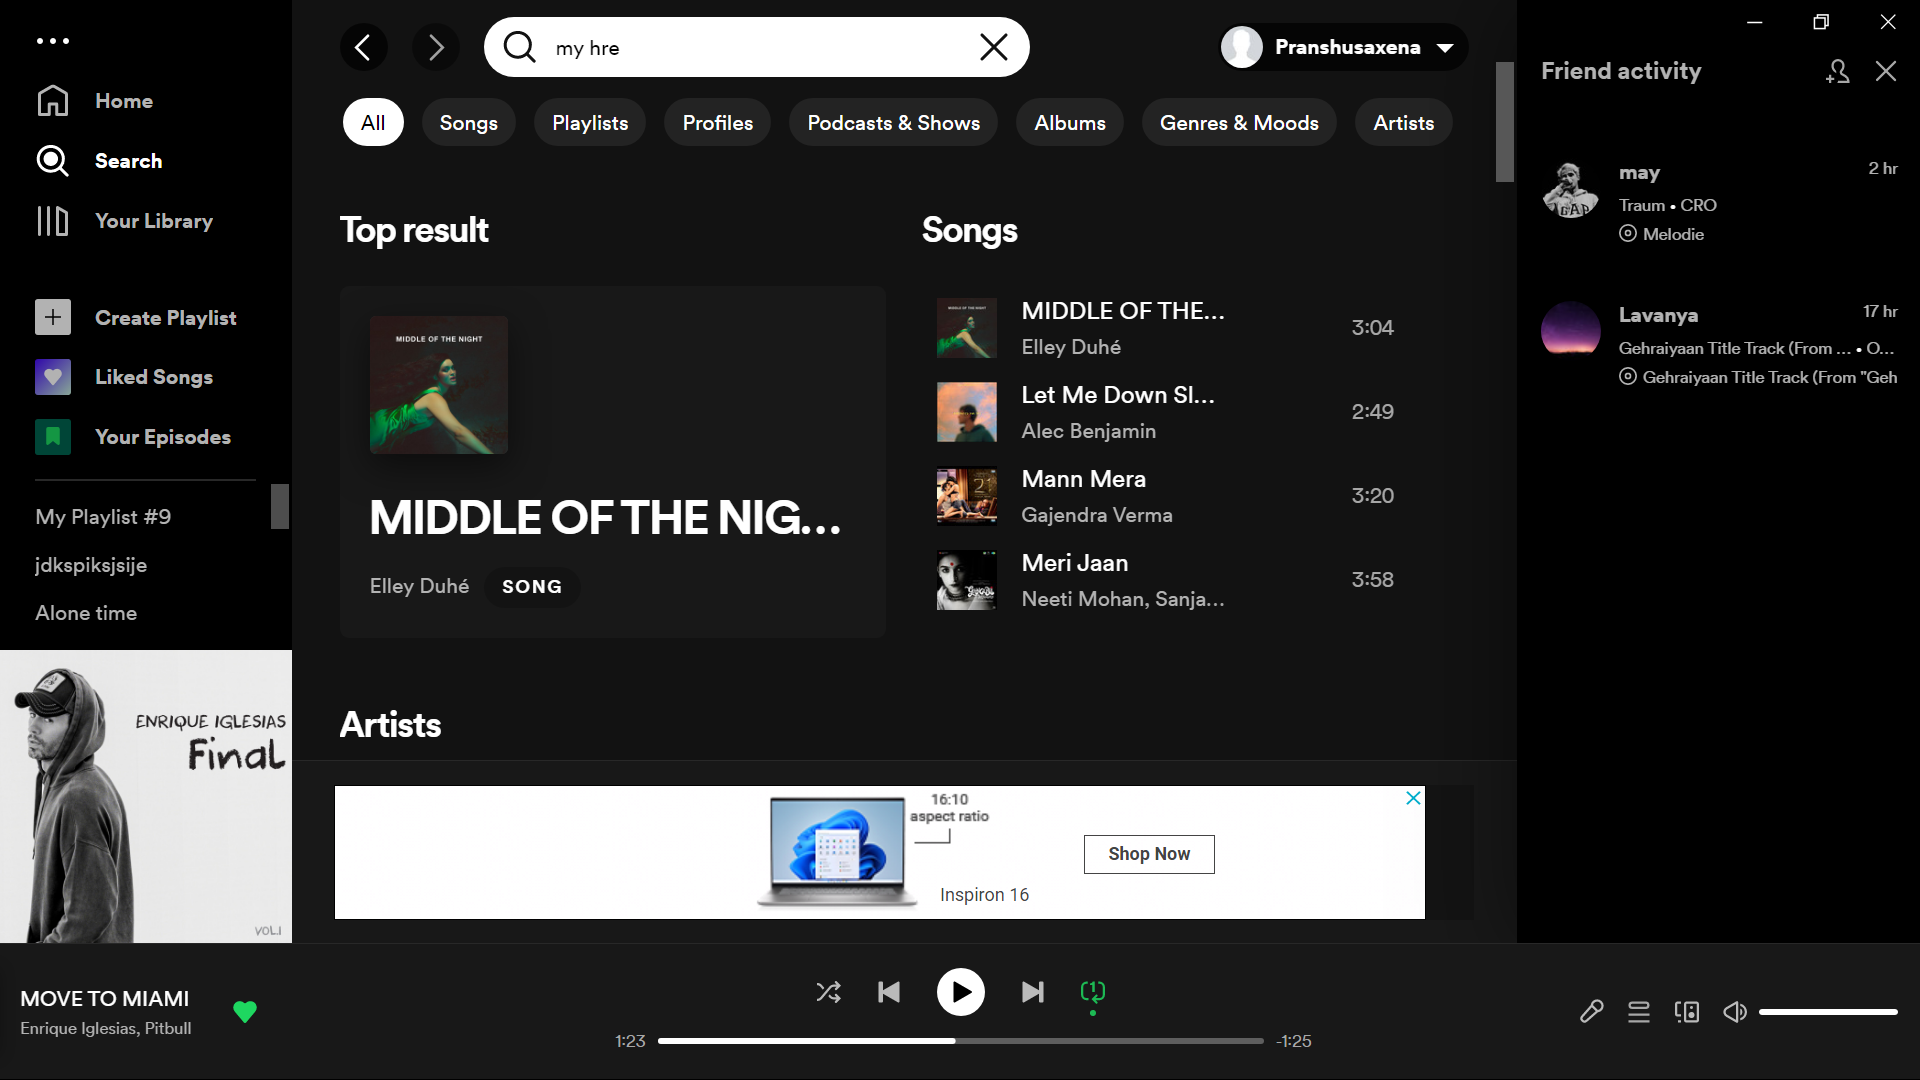 Home
Search
Your Library
Create Playlist
Liked Songs
Your Episodes
My Playlist #9
jdkspiksjsije
Alone time
ENRIQUE IGLESIAS
Final
VOL.1
my hre
Pranshusaxena
All
Songs
Playlists
Profiles
Podcasts & Shows
Albums
Genres & Moods
Artists
Top result
MIDDLE OF THE NIGHT
MIDDLE OF THE NIG...
Elley Duhé
SONG
Songs
MIDDLE OF THE...
Elley Duhé
3:04
Let Me Down Sl...
Alec Benjamin
2:49
Mann Mera
Gajendra Verma
3:20
Meri Jaan
Neeti Mohan, Sanja...
3:58
Artists
16:10
aspect ratio
Inspiron 16
Shop Now
Friend activity
may
2 hr
GAP
Traum • CRO
Melodie
Lavanya
17 hr
Gehraiyaan Title Track (From ... • O...
Gehraiyaan Title Track (From "Geh
MOVE TO MIAMI
Enrique Iglesias, Pitbull
1:23
-1:25